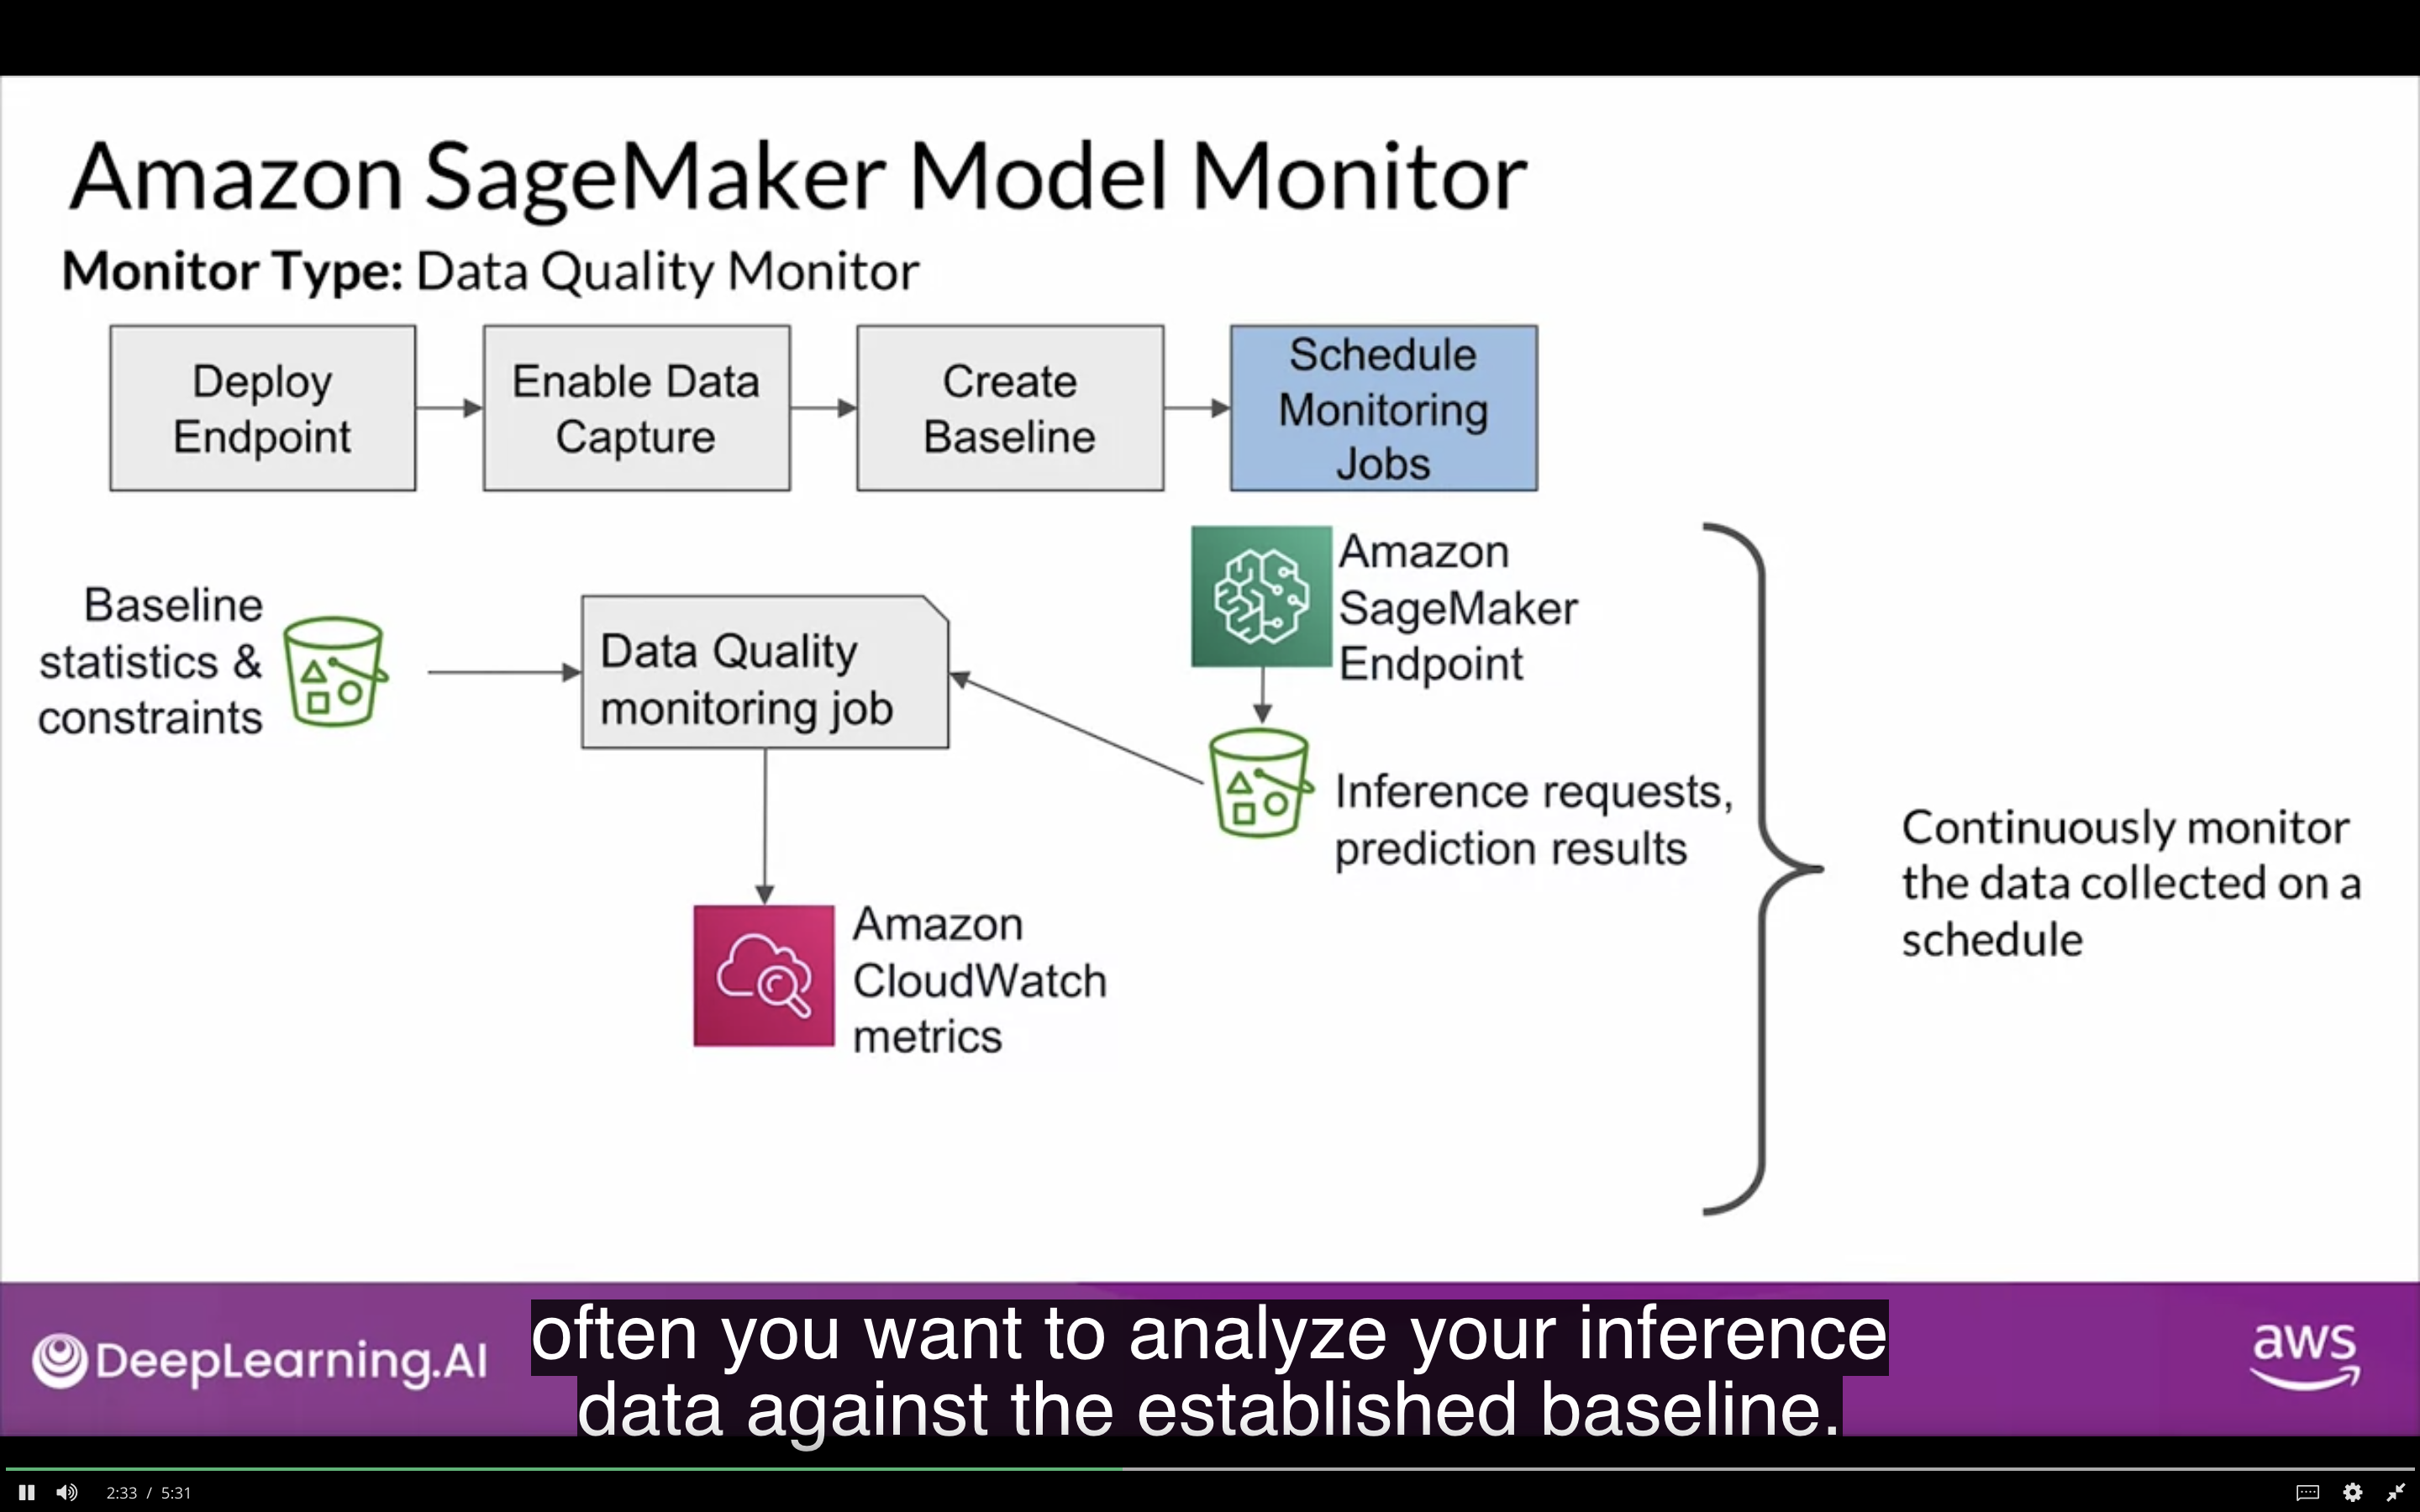 Amazon SageMaker Model Monitor
Monitor Type: Data Quality Monitor
Deploy
Endpoint
Enable Data
Capture
Create
Baseline
Schedule
Monitoring
Jobs
Baseline
statistics &
constraints
Data Quality
monitoring job
Amazon
SageMaker
Endpoint
Inference requests,
prediction results
Amazon
CloudWatch
metrics
Continuously monitor
the data collected on a
schedule
DeepLearning.AI
often you want to analyze your inference
data against the established baseline.
aws
2:33 / 5:31